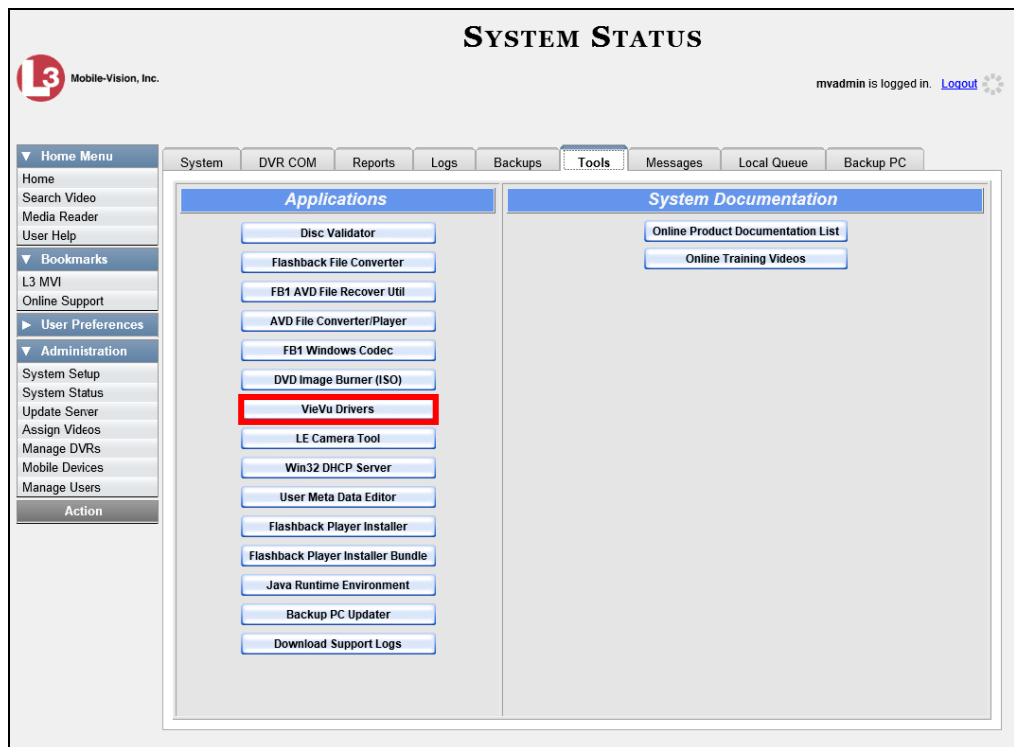 SYSTEM STATUS
L3 Mobile-Vision, Inc.
mvadmin is logged in. Logout
▼ Home Menu
Home
Search Video
Media Reader
User Help
▼ Bookmarks
L3 MVI
Online Support
▶ User Preferences
▼ Administration
System Setup
System Status
Update Server
Assign Videos
Manage DVRs
Mobile Devices
Manage Users
Action
System DVR COM Reports Logs Backups Tools Messages Local Queue Backup PC
Applications
Disc Validator
Flashback File Converter
FB1 AVD File Recover Util
AVD File Converter/Player
FB1 Windows Codec
DVD Image Burner (ISO)
VieVu Drivers
LE Camera Tool
Win32 DHCP Server
User Meta Data Editor
Flashback Player Installer
Flashback Player Installer Bundle
Java Runtime Environment
Backup PC Updater
Download Support Logs
System Documentation
Online Product Documentation List
Online Training Videos